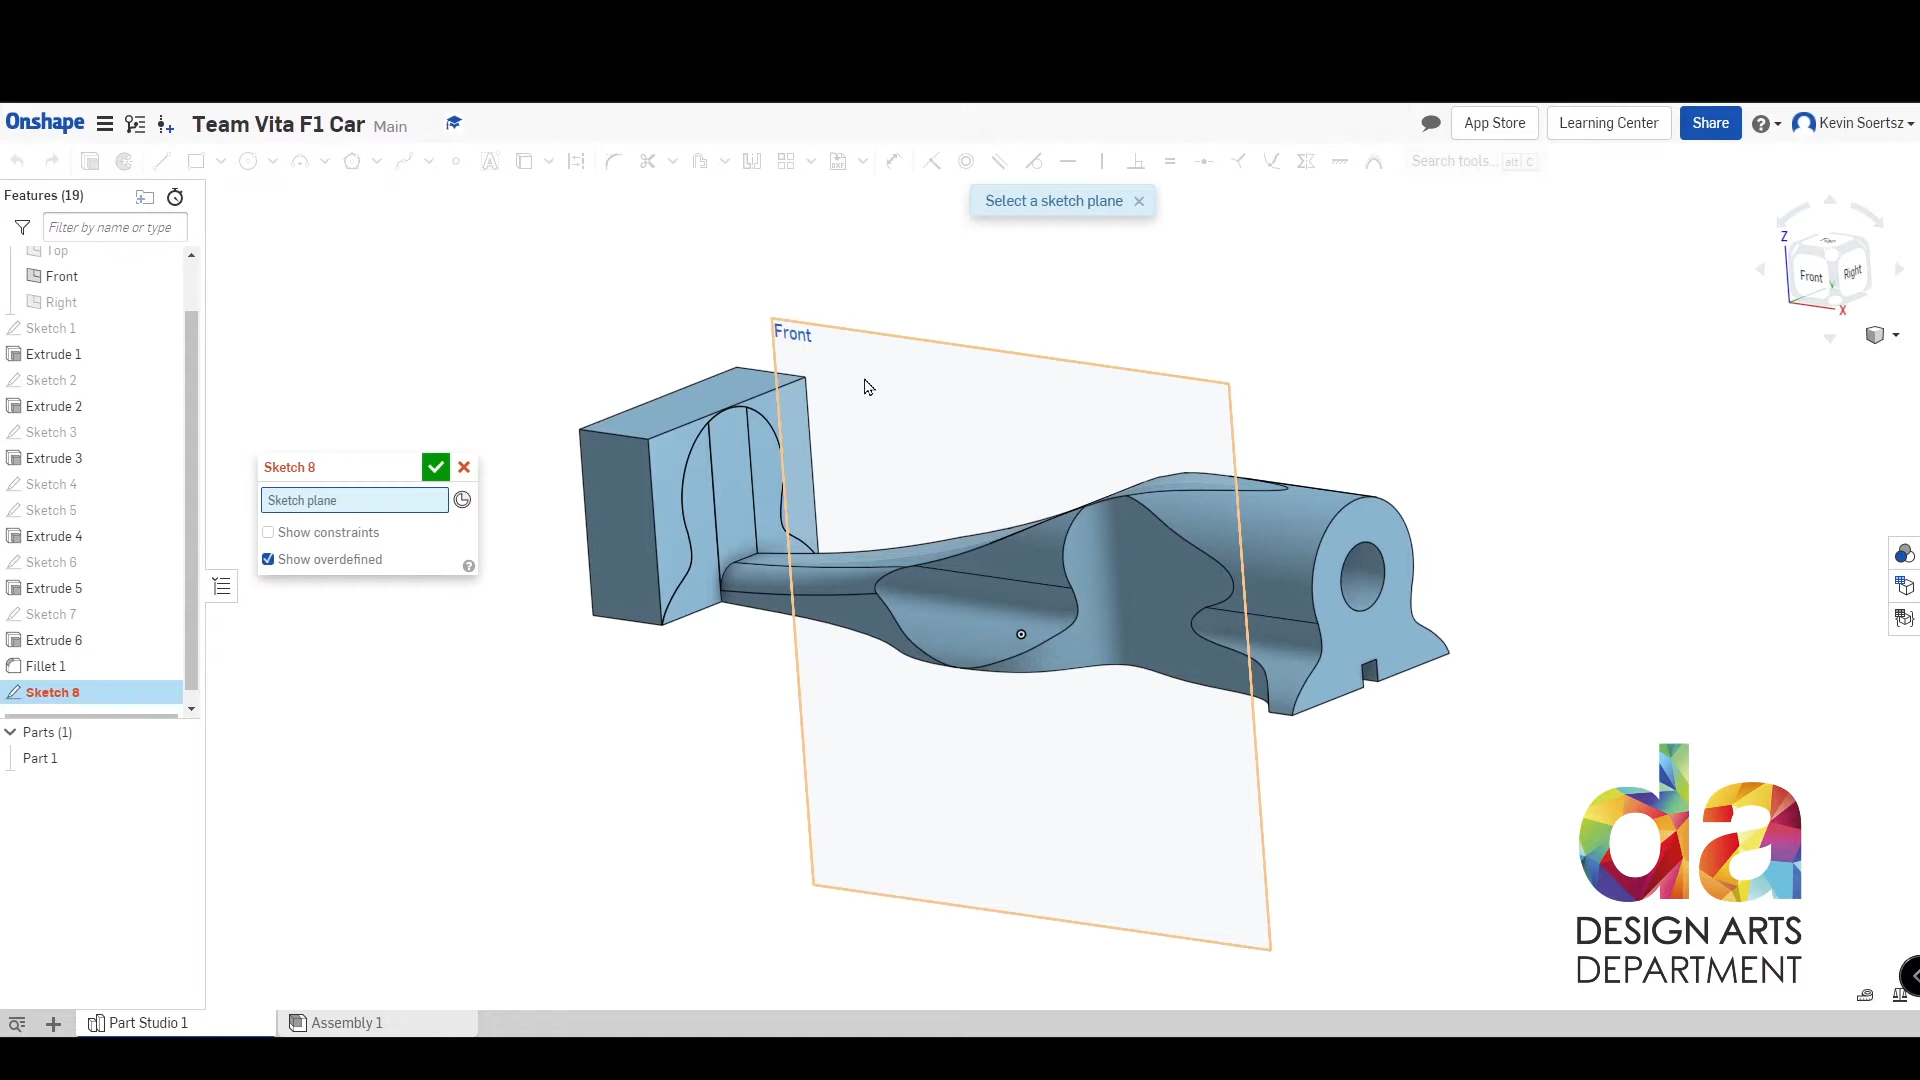 Onshape Team Vita F1 Car Main App Store Learning Center Share Kevin Soertsz
Search tools... alt C
Features (19)
Filter by name or type
Select a sketch plane
Top
Front
Right
Sketch 1
Extrude 1
Sketch 2
Extrude 2
Sketch 3
Extrude 3
Sketch 4
Sketch 5
Extrude 4
Sketch 6
Extrude 5
Sketch 7
Extrude 6
Fillet 1
Sketch 8
Parts (1)
Part 1
Sketch 8
Sketch plane
Show constraints
Show overdefined
Front
Z
Front Right
X
da
DESIGN ARTS
DEPARTMENT
Part Studio 1 Assembly 1